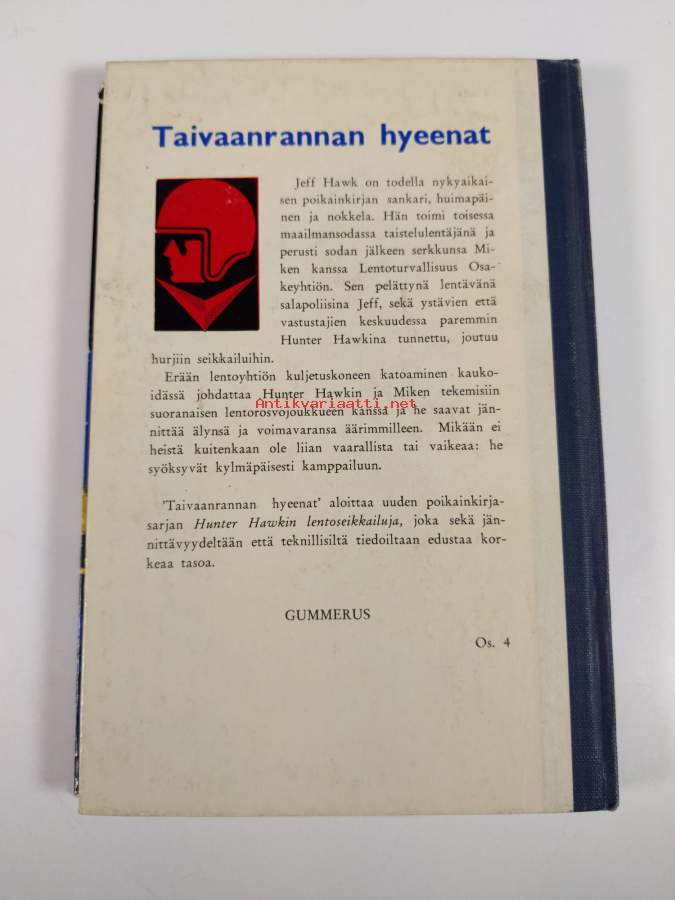 Taivaanrannan hyeenat
Jeff Hawk on todella nykyaikai-
sen poikainkirjan sankari, huimapäi-
nen ja nokkela. Hän toimi toisessa
maailmansodassa taistelulentäjänä ja
perusti sodan jälkeen serkkunsa Mi-
ken kanssa Lentoturvallisuus Osa-
keyhtiön. Sen pelättynä lentävänä
salapoliisina Jeff, sekä ystävien että
vastustajien keskuudessa paremmin
Hunter Hawkina tunnettu, joutuu
hurjiin seikkailuihin.
Erään lentoyhtiön kuljetuskoneen katoaminen kauko-
idässä johdattaa Hunter Hawkin ja Miken tekemisiin
Antikvariaatti.net
suoranaisen lentorosvojoukkueen kanssa ja he saavat jän-
nittää älynsä ja voimavaransa äärimmilleen. Mikään ei
heistä kuitenkaan ole liian vaarallista tai vaikeaa: he
syöksyvät kylmäpäisesti kamppailuun.
'Taivaanrannan hyeenat' aloittaa uuden poikainkirja-
sarjan Hunter Hawkin lentoseikkailuja, joka sekä jän-
nittävyydeltään että teknillisiltä tiedoiltaan edustaa kor-
keaa tasoa.
GUMMERUS
Os. 4